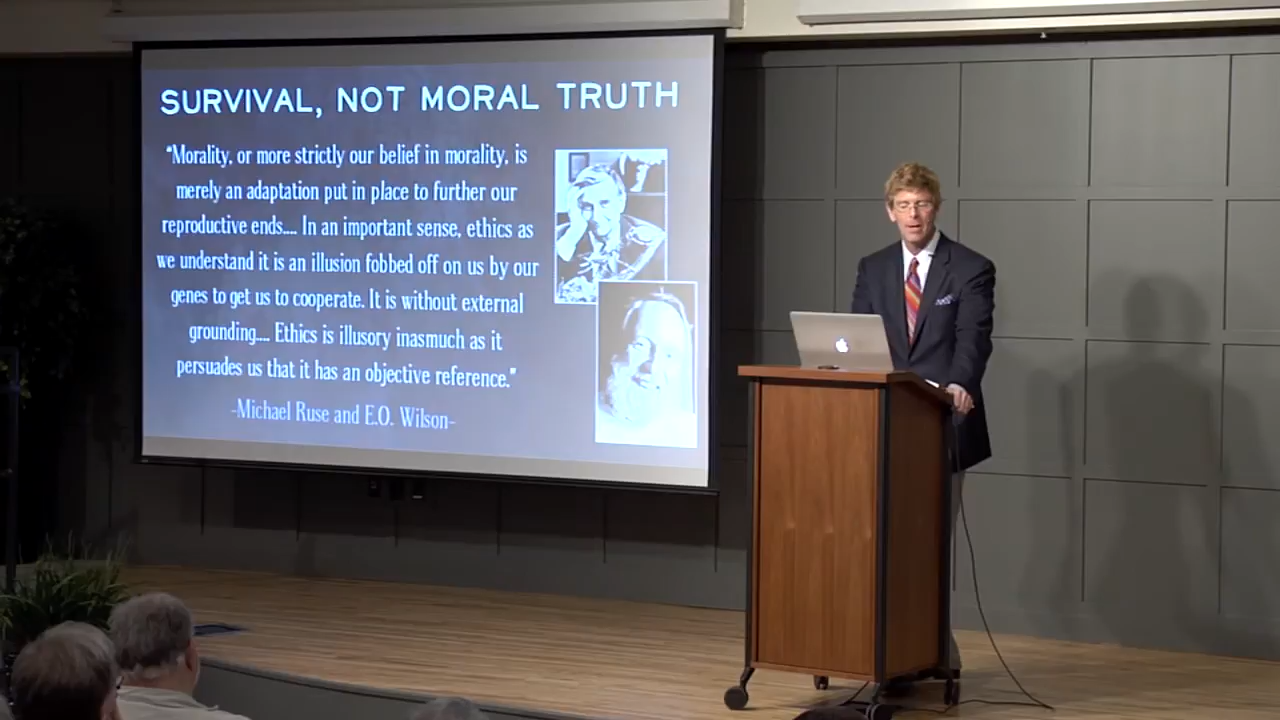 SURVIVAL, NOT MORAL TRUTH
"Morality, or more strictly our belief in morality, is
merely an adaptation put in place to further our
reproductive ends.... In an important sense, ethics as
we understand it is an illusion fobbed off on us by our
genes to get us to cooperate. It is without external
grounding.... Ethics is illusory inasmuch as it
persuades us that it has an objective reference."
-Michael Ruse and E.O. Wilson-